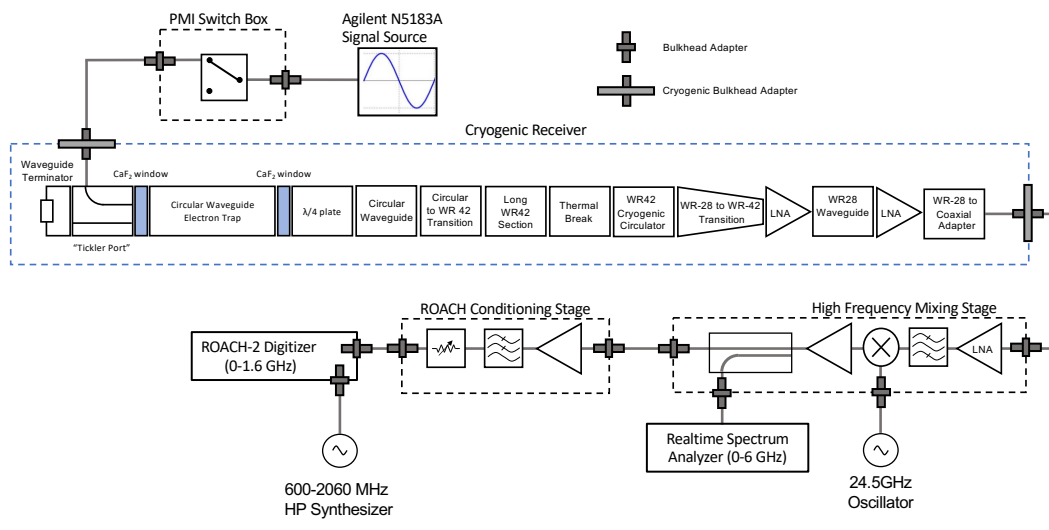 PMI Switch Box
Agilent N5183A
Signal Source
Bulkhead Adapter
Cryogenic Bulkhead Adapter
Cryogenic Receiver
Waveguide
Terminator
CaF₂ window
CaF₂ window
Circular Waveguide
Electron Trap
λ/4 plate
Circular
Waveguide
Circular
to WR 42
Transition
Long
WR42
Section
Thermal
Break
WR42
Cryogenic
Circulator
WR-28 to WR-42
Transition
LNA
WR28
Waveguide
LNA
WR-28 to
Coaxial
Adapter
"Tickler Port"
ROACH Conditioning Stage
High Frequency Mixing Stage
ROACH-2 Digitizer
(0-1.6 GHz)
LNA
Realtime Spectrum
Analyzer (0-6 GHz)
600-2060 MHz
HP Synthesizer
24.5GHz
Oscillator